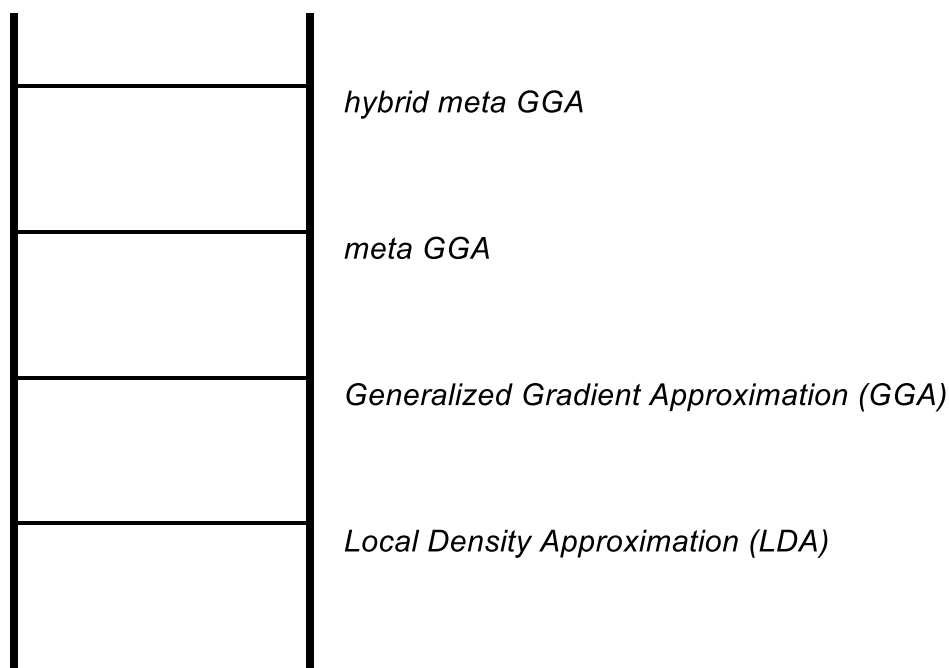 hybrid meta GGA
meta GGA
Generalized Gradient Approximation (GGA)
Local Density Approximation (LDA)